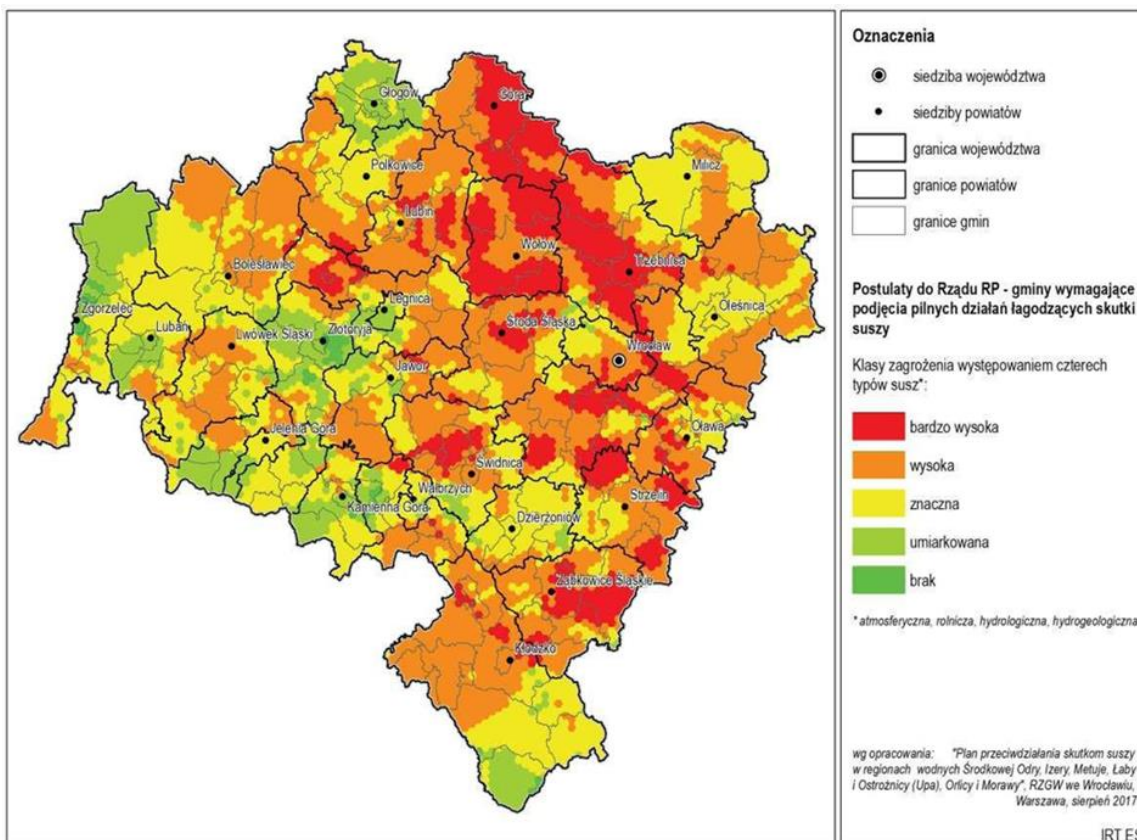 Głogów
Góra
Polkowice
Milicz
Lubin
Wołów
Bolesławiec
Trzebnica
Zgorzelec
Legnica
Oleśnica
Lubań
Lwówek Śląski
Złotoryja
Środa Śląska
Wrocław
Jawor
Jelenia Góra
Oława
Świdnica
Wałbrzych
Kamienna Góra
Strzelin
Dzierżoniów
Ząbkowice Śląskie
Kłodzko
Oznaczenia
siedziba województwa
siedziby powiatów
granica województwa
granice powiatów
granice gmin
Postulaty do Rządu RP - gminy wymagające
podjęcia pilnych działań łagodzących skutki
suszy
Klasy zagrożenia występowaniem czterech
typów susz*:
bardzo wysoka
wysoka
znaczna
umiarkowana
brak
* atmosferyczna, rolnicza, hydrologiczna, hydrogeologiczna
wg opracowania: "Plan przeciwdziałania skutkom suszy
w regionach wodnych Środkowej Odry, Izery, Metuje, Łaby
i Ostrożnicy (Upa), Orlicy i Morawy", RZGW we Wrocławiu,
Warszawa, sierpień 2017
IRT ES